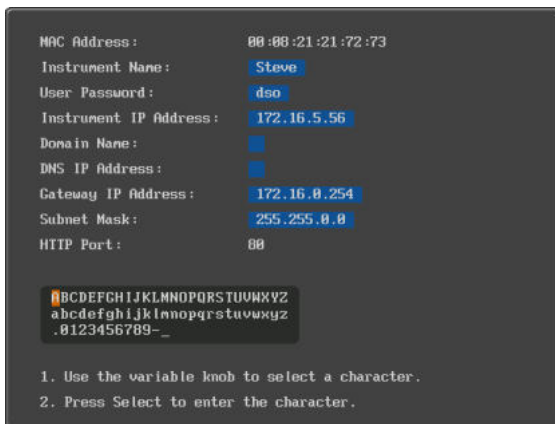 MAC Address: 00:08:21:21:72:73
Instrument Name: Steve
User Password: dso
Instrument IP Address: 172.16.5.56
Domain Name:
DNS IP Address:
Gateway IP Address: 172.16.0.254
Subnet Mask: 255.255.0.0
HTTP Port: 80
ABCDEFGHIJKLMNOPQRSTUVWXYZ
abcdefghijklmnopqrstuvwxyz
.0123456789-_
1. Use the variable knob to select a character.
2. Press Select to enter the character.